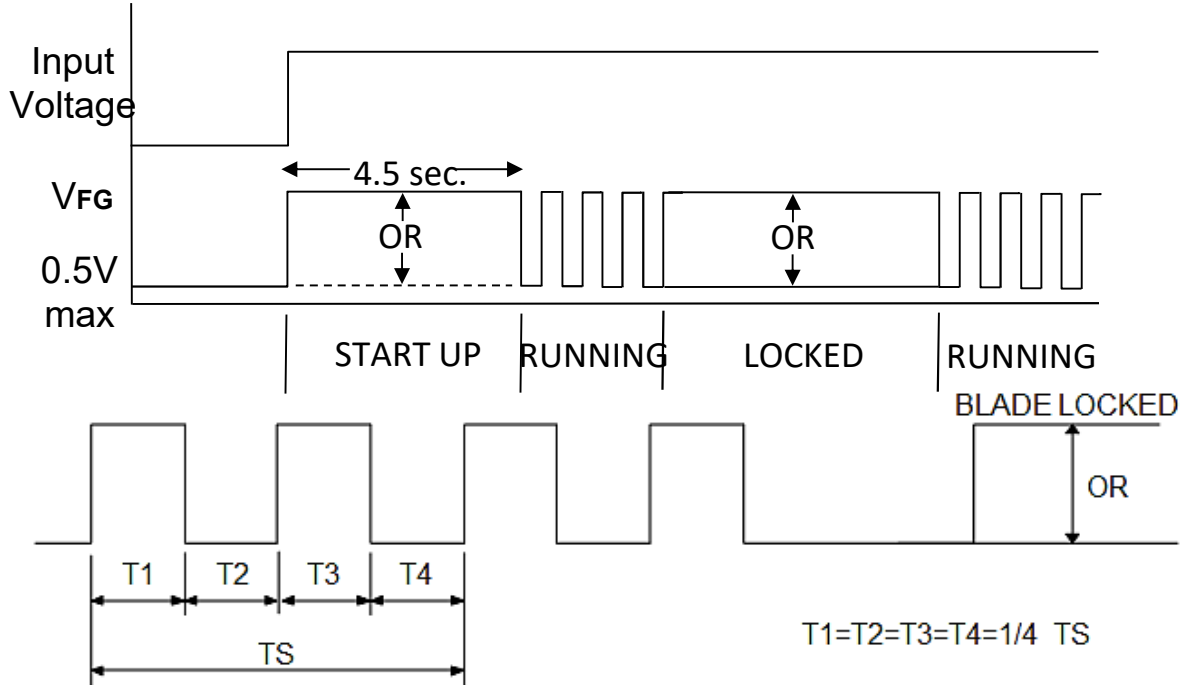 Input
Voltage
4.5 sec.
VFG
OR
OR
0.5V
max
START UP
RUNNING
LOCKED
RUNNING
BLADE LOCKED
OR
T1
T2
T3
T4
T1=T2=T3=T4=1/4 TS
TS